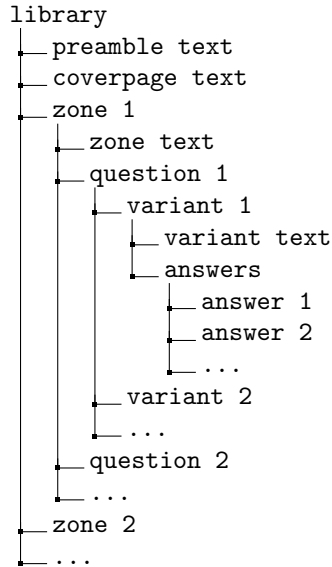 library
preamble text
coverpage text
zone 1
zone text
question 1
variant 1
variant text
answers
answer 1
answer 2
...
variant 2
...
question 2
...
zone 2
...